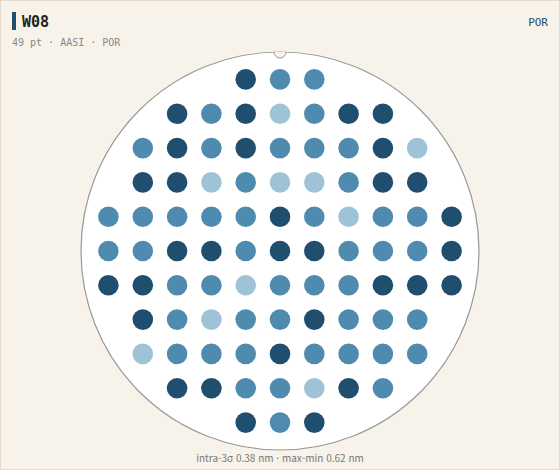 W08
POR
49 pt · AASI · POR
intra-3σ 0.38 nm · max-min 0.62 nm